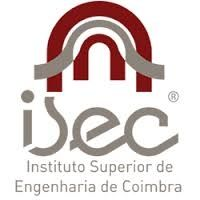 isec®
Instituto Superior de
Engenharia de Coimbra